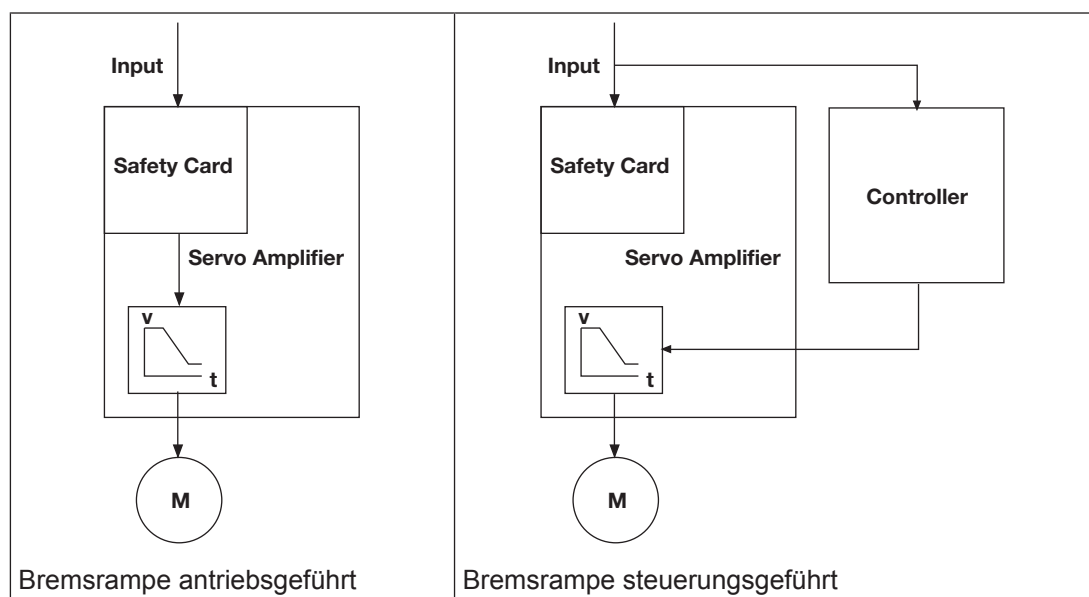 Input
Safety Card
Servo Amplifier
v
t
M
Bremsrampe antriebsgeführt
Input
Safety Card
Controller
Servo Amplifier
v
t
M
Bremsrampe steuerungsgeführt